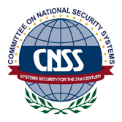 COMMITTEE ON NATIONAL SECURITY SYSTEMS
CNSS
SYSTEMS SECURITY FOR THE 21st CENTURY